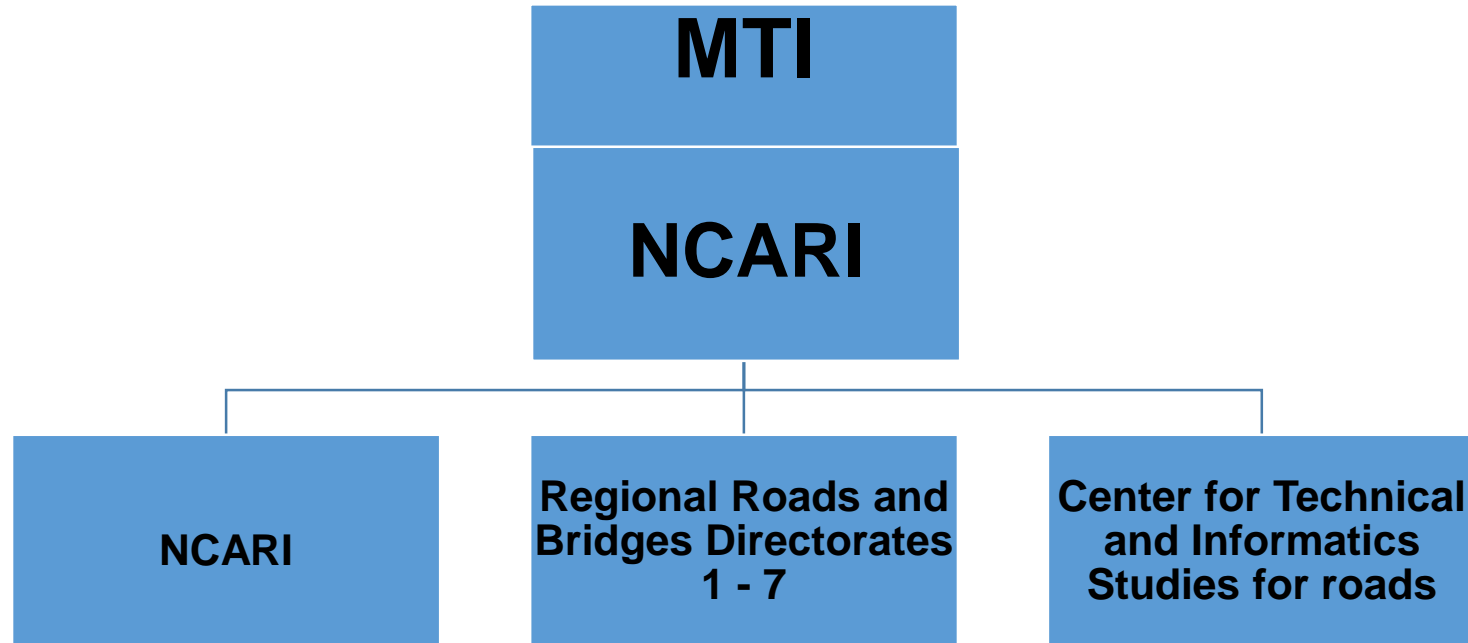 MTI
NCARI
NCARI
Regional Roads and
Bridges Directorates
1 - 7
Center for Technical
and Informatics
Studies for roads